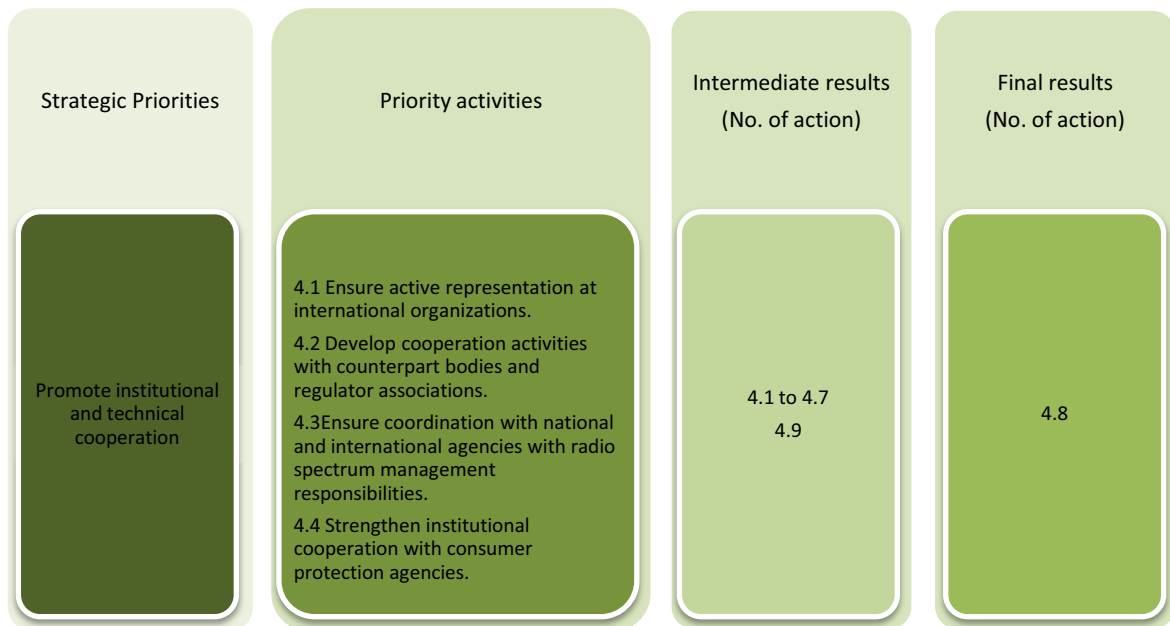 Strategic Priorities
Priority activities
Intermediate results
(No. of action)
Final results
(No. of action)
Promote institutional
and technical
cooperation
4.1 Ensure active representation at
international organizations.
4.2 Develop cooperation activities
with counterpart bodies and
regulator associations.
4.3Ensure coordination with national
and international agencies with radio
spectrum management
responsibilities.
4.4 Strengthen institutional
cooperation with consumer
protection agencies.
4.1 to 4.7
4.9
4.8